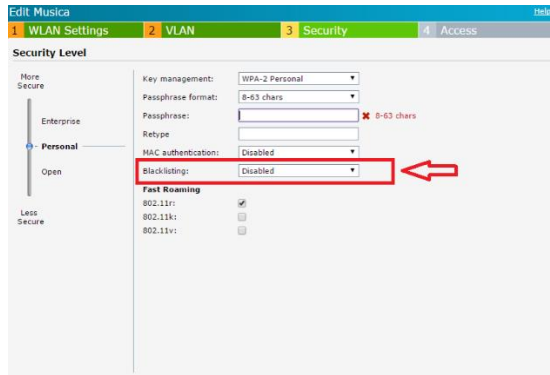 Edit Musica
Help
1 WLAN Settings 2 VLAN 3 Security 4 Access
Security Level
More Secure
Enterprise
Personal
Open
Less Secure
Key management: WPA-2 Personal
Passphrase format: 8-63 chars
Passphrase: 8-63 chars
Retype
MAC authentication: Disabled
Blacklisting: Disabled
Fast Roaming
802.11r:
802.11k:
802.11v: